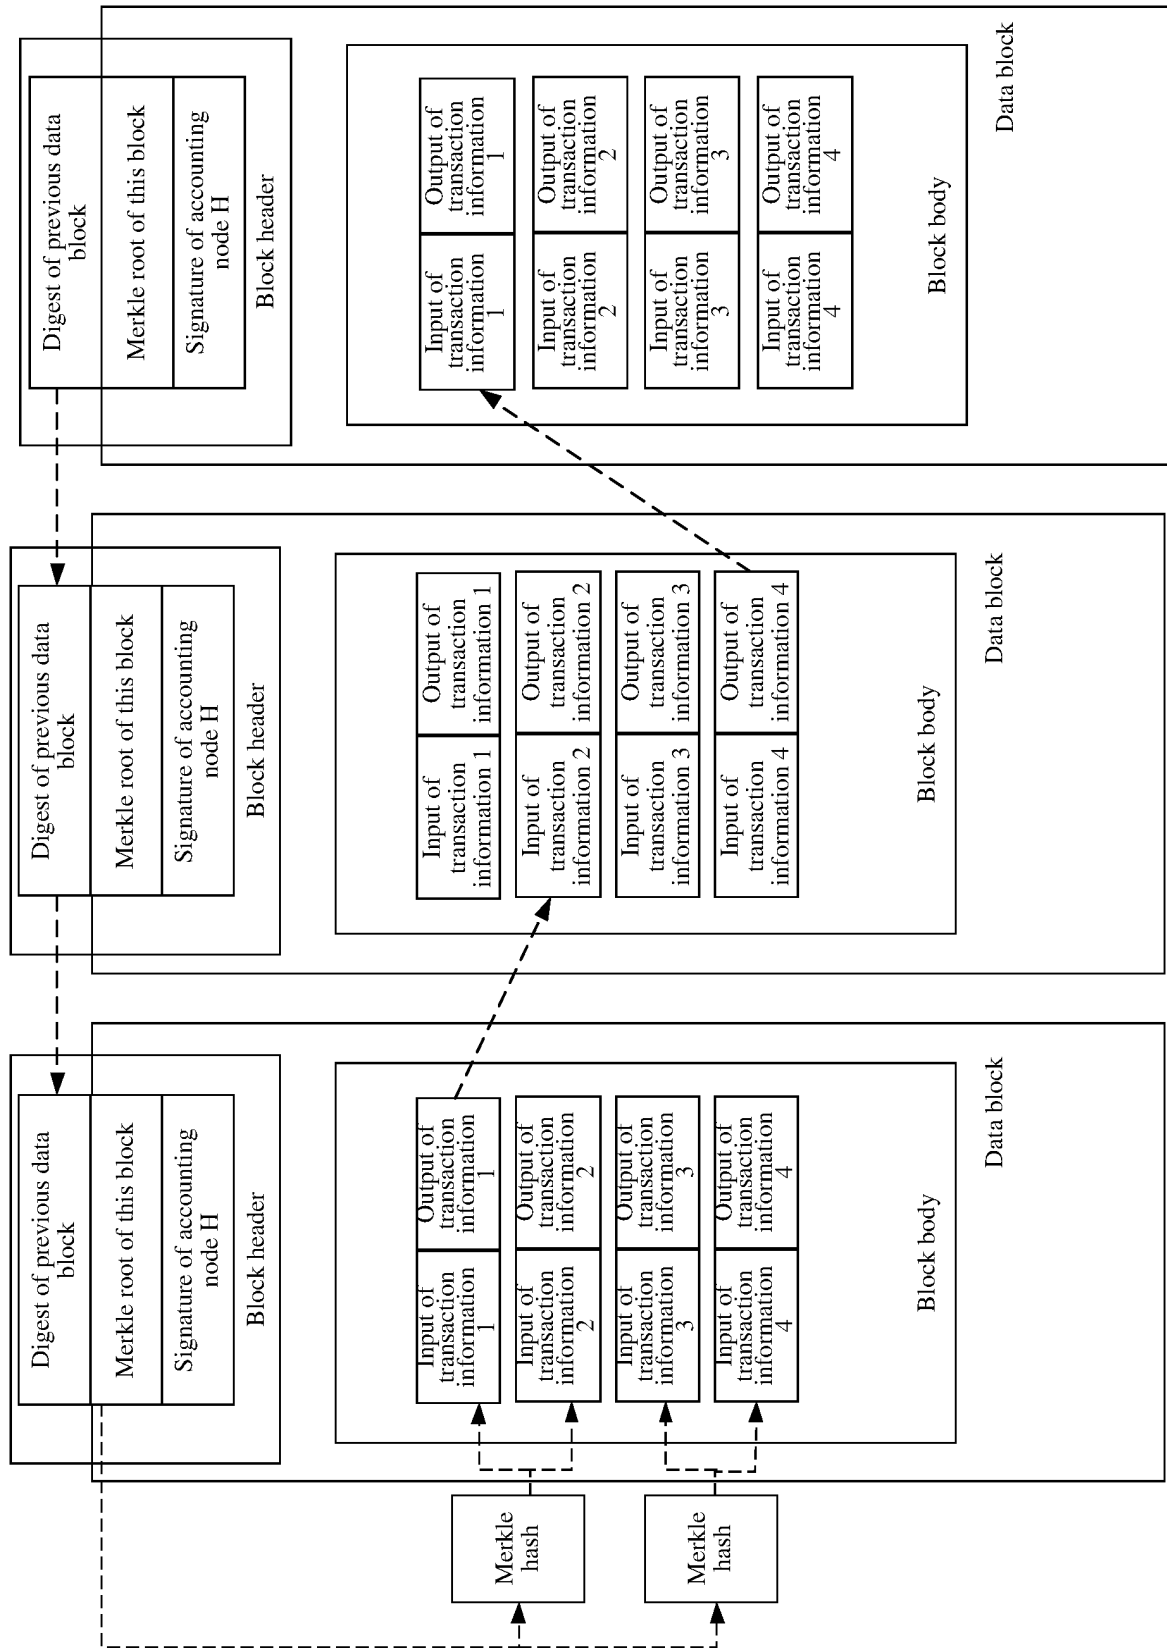 Merkle
hash
Merkle
hash
Digest of previous data
block
Merkle root of this block
Signature of accounting
node H
Block header
Input of
transaction
information
1
Output of
transaction
information
1
Input of
transaction
information
2
Output of
transaction
information
2
Input of
transaction
information
3
Output of
transaction
information
3
Input of
transaction
information
4
Output of
transaction
information
4
Block body
Data block
Digest of previous data
block
Merkle root of this block
Signature of accounting
node H
Block header
Input of
transaction
information 1
Output of
transaction
information 1
Input of
transaction
information 2
Output of
transaction
information 2
Input of
transaction
information 3
Output of
transaction
information 3
Input of
transaction
information 4
Output of
transaction
information 4
Block body
Data block
Digest of previous data
block
Merkle root of this block
Signature of accounting
node H
Block header
Input of
transaction
information
1
Output of
transaction
information
1
Input of
transaction
information
2
Output of
transaction
information
2
Input of
transaction
information
3
Output of
transaction
information
3
Input of
transaction
information
4
Output of
transaction
information
4
Block body
Data block